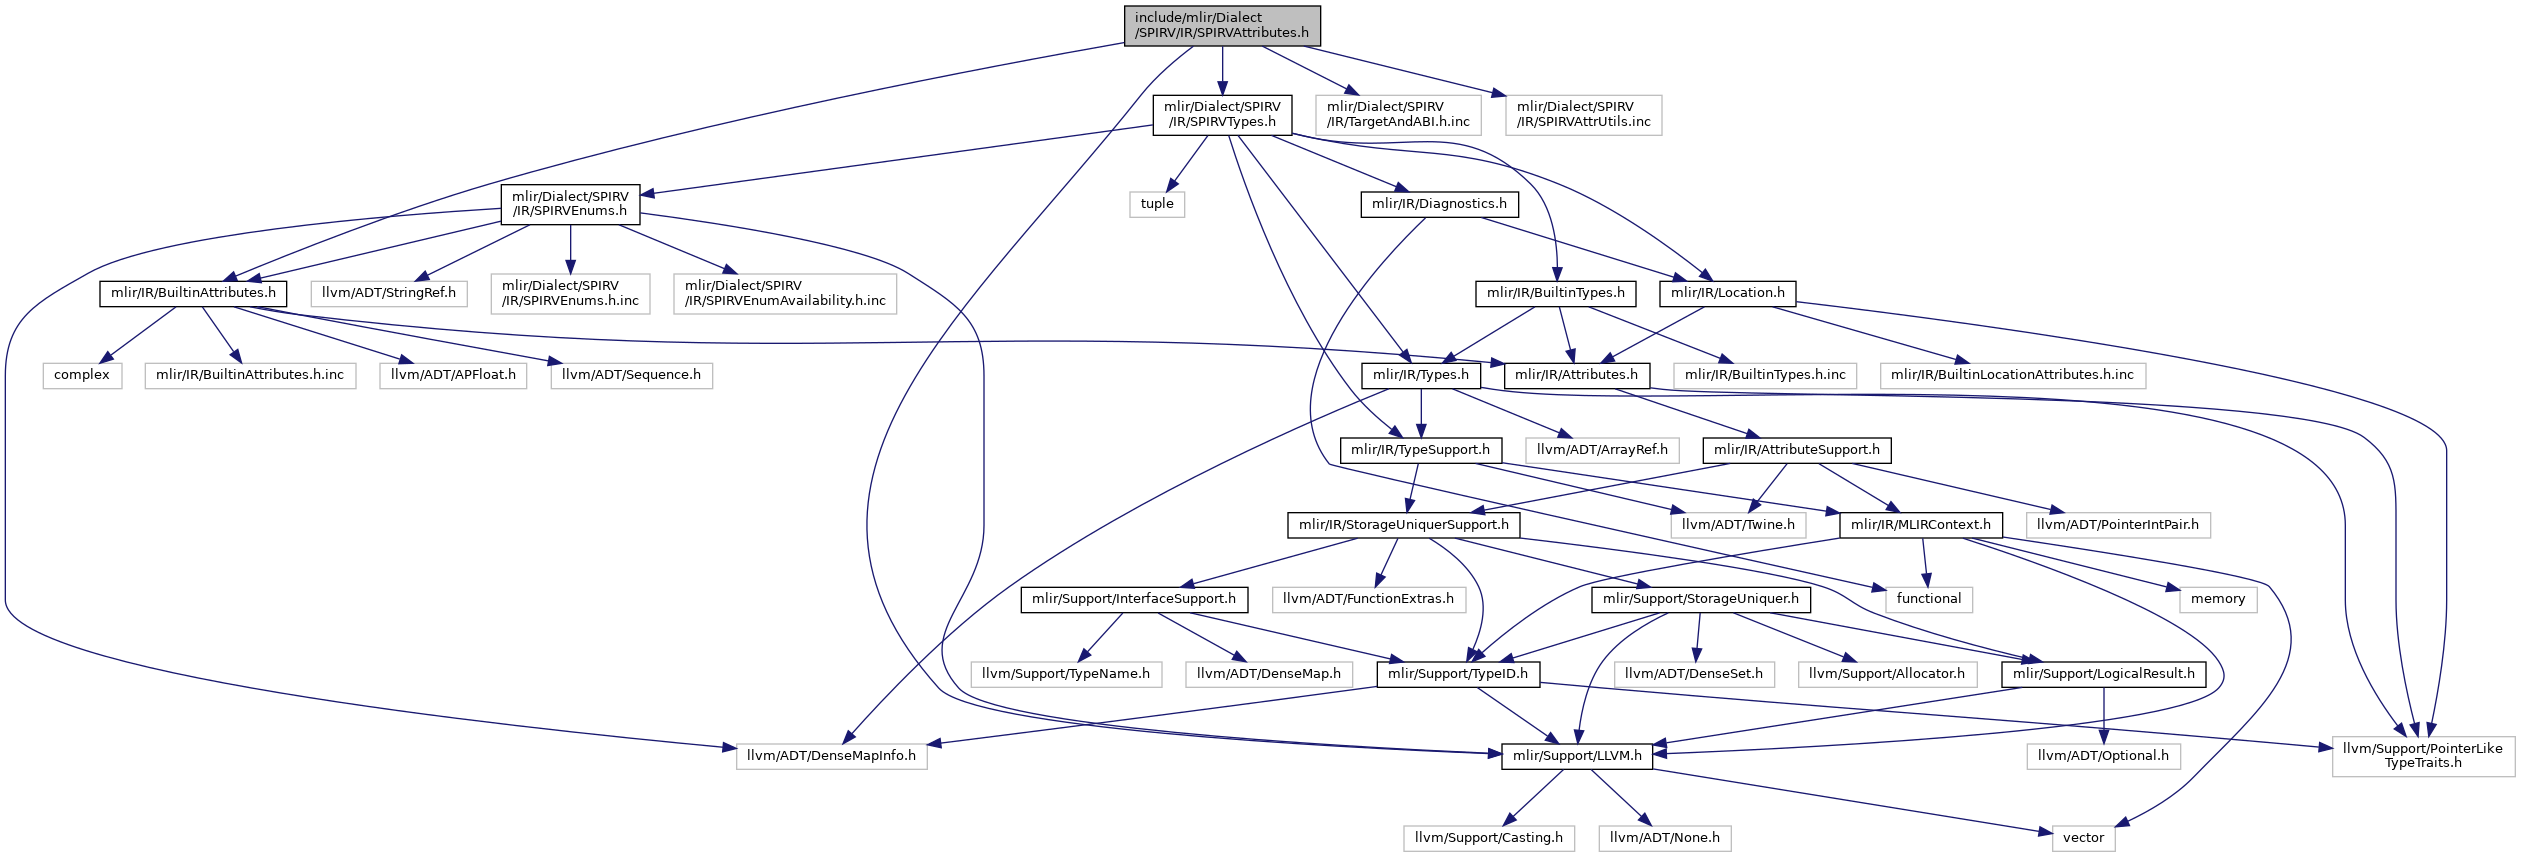 include/mlir/Dialect
/SPIRV/IR/SPIRVAttributes.h
mlir/Dialect/SPIRV
/IR/SPIRVTypes.h
mlir/Dialect/SPIRV
/IR/TargetAndABI.h.inc
mlir/Dialect/SPIRV
/IR/SPIRVAttrUtils.inc
mlir/Dialect/SPIRV
/IR/SPIRVEnums.h
tuple
mlir/IR/Diagnostics.h
mlir/IR/BuiltinAttributes.h
llvm/ADT/StringRef.h
mlir/Dialect/SPIRV
/IR/SPIRVEnums.h.inc
mlir/Dialect/SPIRV
/IR/SPIRVEnumAvailability.h.inc
mlir/IR/BuiltinTypes.h
mlir/IR/Location.h
complex
mlir/IR/BuiltinAttributes.h.inc
llvm/ADT/APFloat.h
llvm/ADT/Sequence.h
mlir/IR/Types.h
mlir/IR/Attributes.h
mlir/IR/BuiltinTypes.h.inc
mlir/IR/BuiltinLocationAttributes.h.inc
mlir/IR/TypeSupport.h
llvm/ADT/ArrayRef.h
mlir/IR/AttributeSupport.h
mlir/IR/StorageUniquerSupport.h
llvm/ADT/Twine.h
mlir/IR/MLIRContext.h
llvm/ADT/PointerIntPair.h
mlir/Support/InterfaceSupport.h
llvm/ADT/FunctionExtras.h
mlir/Support/StorageUniquer.h
functional
memory
llvm/Support/TypeName.h
llvm/ADT/DenseMap.h
mlir/Support/TypeID.h
llvm/ADT/DenseSet.h
llvm/Support/Allocator.h
mlir/Support/LogicalResult.h
llvm/ADT/DenseMapInfo.h
mlir/Support/LLVM.h
llvm/ADT/Optional.h
llvm/Support/PointerLike
TypeTraits.h
llvm/Support/Casting.h
llvm/ADT/None.h
vector